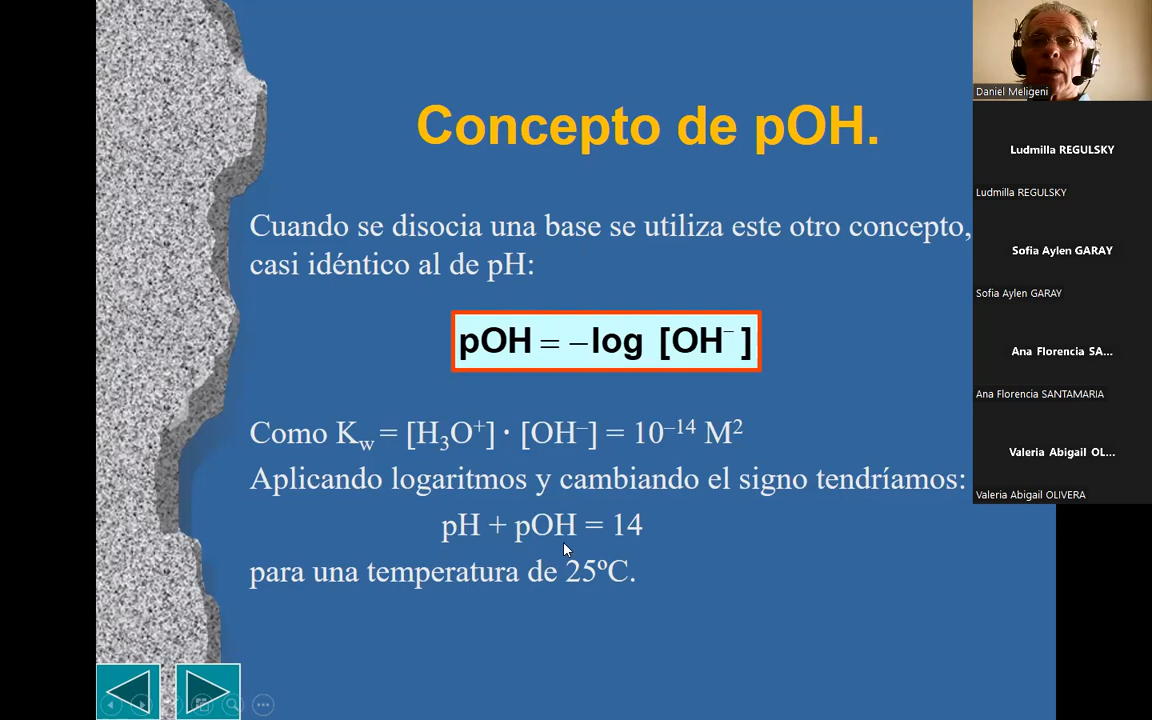 Concepto de pOH.
Cuando se disocia una base se utiliza este otro concepto,
casi idéntico al de pH:
pOH = –log [OH⁻]
Como Kw = [H₃O⁺] · [OH⁻] = 10⁻¹⁴ M²
Aplicando logaritmos y cambiando el signo tendríamos:
pH + pOH = 14
para una temperatura de 25ºC.
Daniel Meligeni
Ludmilla REGULSKY
Ludmilla REGULSKY
Sofia Aylen GARAY
Sofia Aylen GARAY
Ana Florencia SA...
Ana Florencia SANTAMARIA
Valeria Abigail OL...
Valeria Abigail OLIVERA